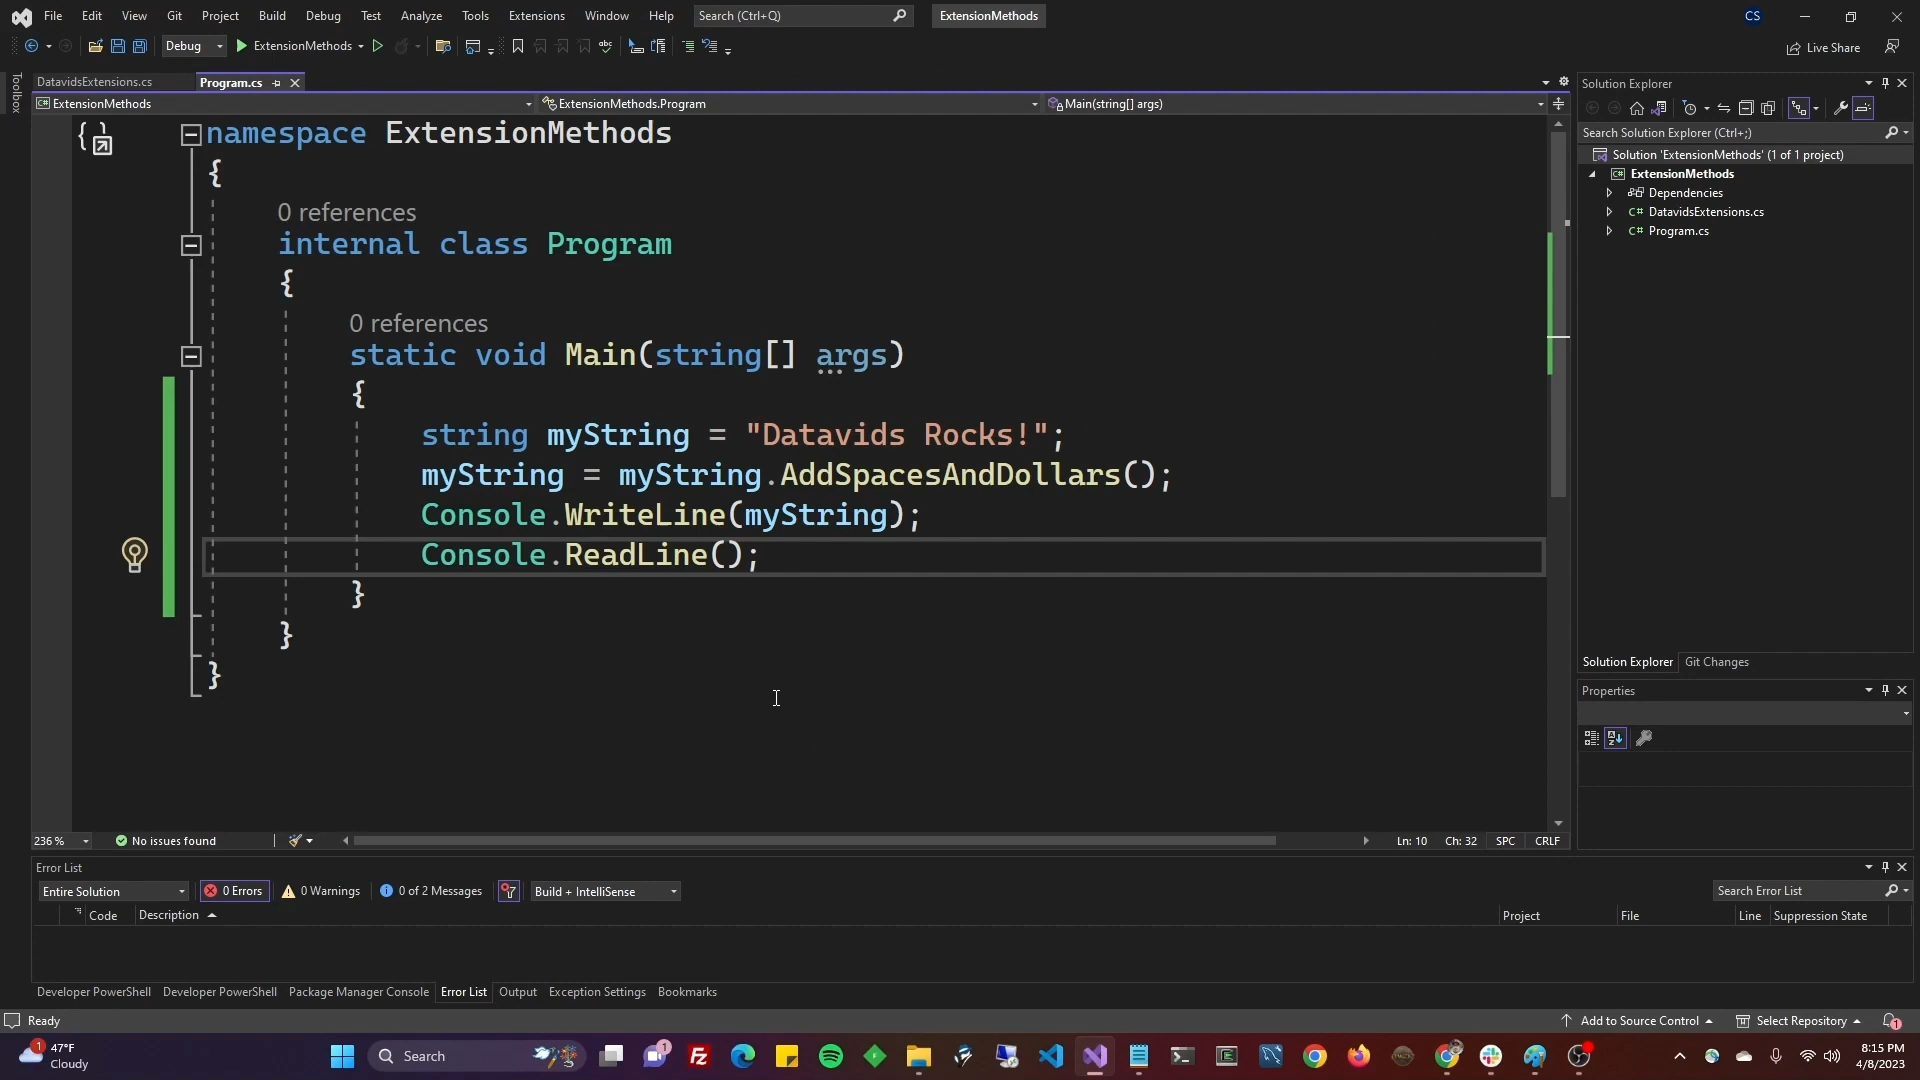 File Edit View Git Project Build Debug Test Analyze Tools Extensions Window Help Search (Ctrl+Q) ExtensionMethods CS
Debug ExtensionMethods Live Share
Toolbox
DatavidsExtensions.cs Program.cs
ExtensionMethods ExtensionMethods.Program Main(string[] args)
namespace ExtensionMethods
{
0 references
internal class Program
{
0 references
static void Main(string[] args)
{
string myString = "Datavids Rocks!";
myString = myString.AddSpacesAndDollars();
Console.WriteLine(myString);
Console.ReadLine();
}
}
}
236 % No issues found Ln: 10 Ch: 32 SPC CRLF
Solution Explorer
Search Solution Explorer (Ctrl+;)
Solution 'ExtensionMethods' (1 of 1 project)
C# ExtensionMethods
Dependencies
C# DatavidsExtensions.cs
C# Program.cs
Solution Explorer Git Changes
Properties
Error List
Entire Solution 0 Errors 0 Warnings 0 of 2 Messages Build + IntelliSense Search Error List
Code Description Project File Line Suppression State
Developer PowerShell Developer PowerShell Package Manager Console Error List Output Exception Settings Bookmarks
Ready Add to Source Control Select Repository 1
1 47°F
Cloudy
Search
1
8:15 PM
4/8/2023